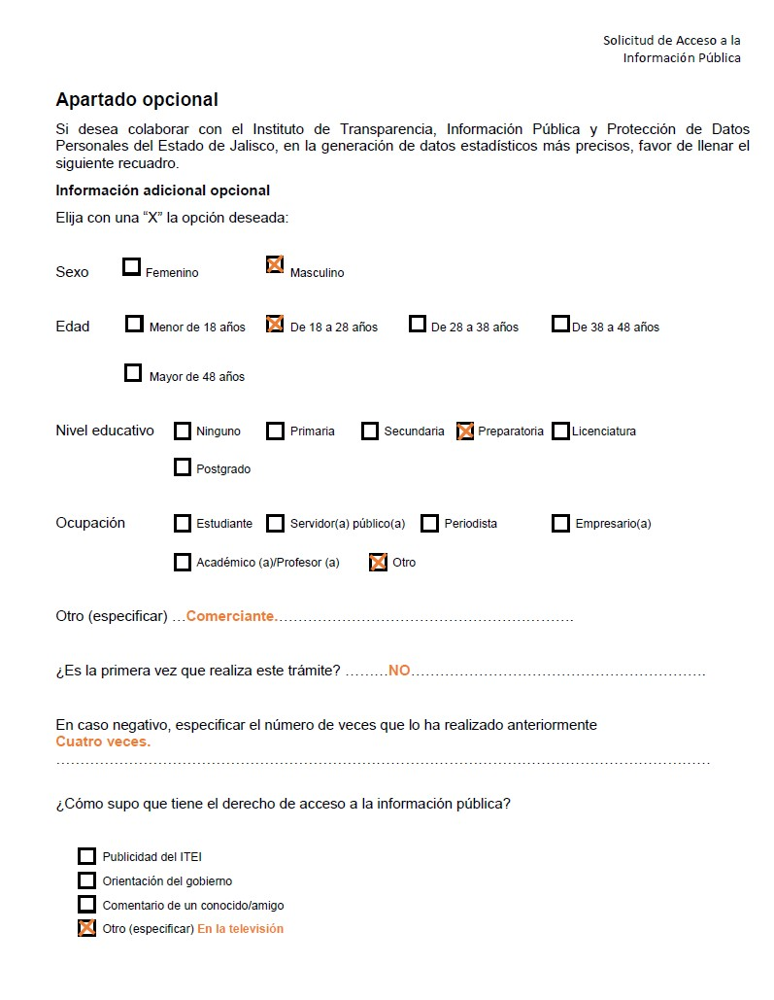 Solicitud de Acceso a la
Información Pública
Apartado opcional
Si desea colaborar con el Instituto de Transparencia, Información Pública y Protección de Datos
Personales del Estado de Jalisco, en la generación de datos estadísticos más precisos, favor de llenar el
siguiente recuadro.
Información adicional opcional
Elija con una “X” la opción deseada:
Sexo Femenino Masculino
Edad Menor de 18 años De 18 a 28 años De 28 a 38 años De 38 a 48 años
Mayor de 48 años
Nivel educativo Ninguno Primaria Secundaria Preparatoria Licenciatura
Postgrado
Ocupación Estudiante Servidor(a) público(a) Periodista Empresario(a)
Académico (a)/Profesor (a) Otro
Otro (especificar) …Comerciante.……………………………………………………
¿Es la primera vez que realiza este trámite? ………NO……………………………………………………
En caso negativo, especificar el número de veces que lo ha realizado anteriormente
Cuatro veces.
………………………………………………………………………………………………………………………
¿Cómo supo que tiene el derecho de acceso a la información pública?
Publicidad del ITEI
Orientación del gobierno
Comentario de un conocido/amigo
Otro (especificar) En la televisión